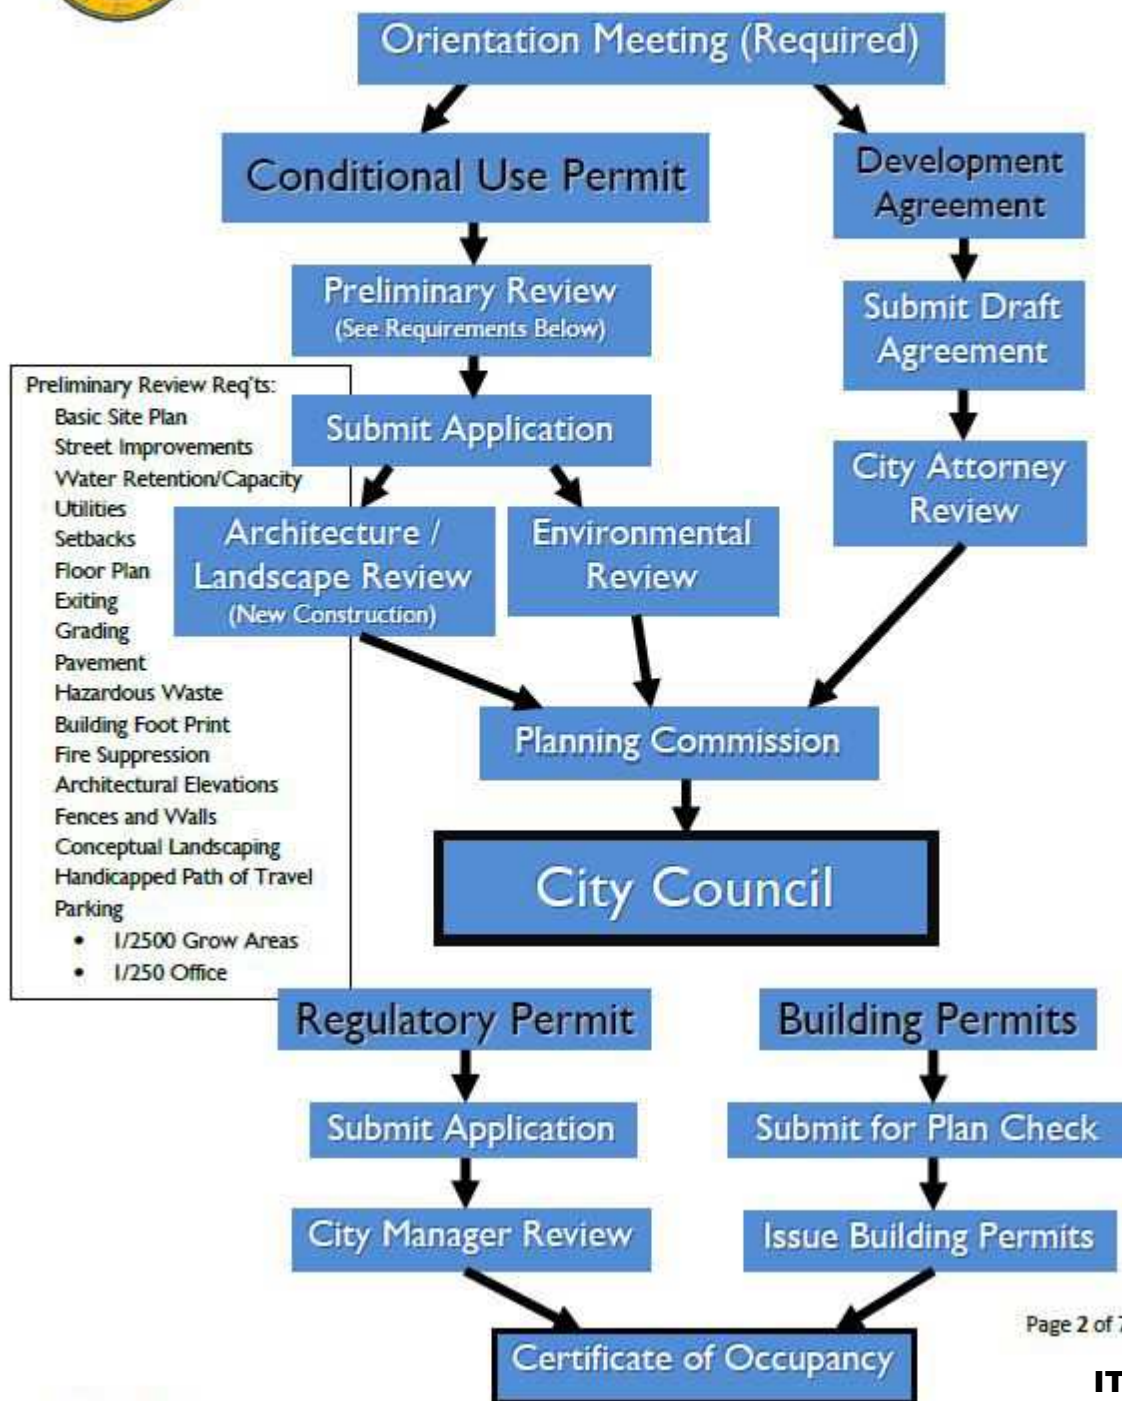 Orientation Meeting (Required)
Conditional Use Permit
Development
Agreement
Preliminary Review
(See Requirements Below)
Submit Draft
Agreement
Preliminary Review Req'ts:
Basic Site Plan
Street Improvements
Water Retention/Capacity
Utilities
Setbacks
Floor Plan
Exiting
Grading
Pavement
Hazardous Waste
Building Foot Print
Fire Suppression
Architectural Elevations
Fences and Walls
Conceptual Landscaping
Handicapped Path of Travel
Parking
• 1/2500 Grow Areas
• 1/250 Office
Submit Application
City Attorney
Review
Architecture /
Landscape Review
(New Construction)
Environmental
Review
Planning Commission
City Council
Regulatory Permit
Building Permits
Submit Application
Submit for Plan Check
City Manager Review
Issue Building Permits
Certificate of Occupancy
Page 2 of 7
IT